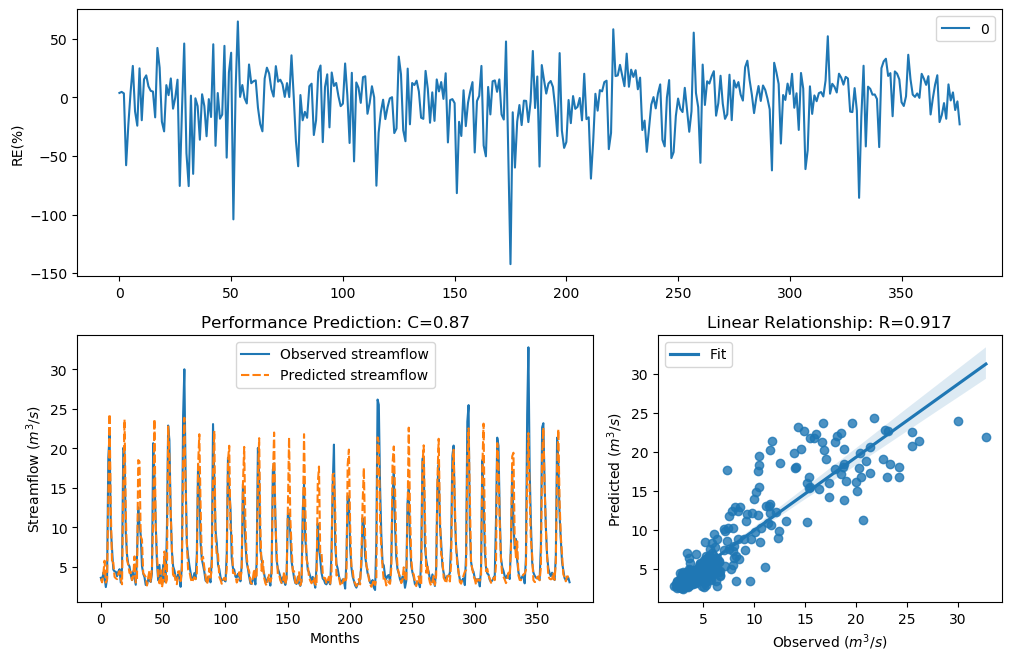 0
RE(%)
50
0
−50
−100
−150
0 50 100 150 200 250 300 350
Performance Prediction: C=0.87
Observed streamflow
Predicted streamflow
Streamflow (m³/s)
30
25
20
15
10
5
0 50 100 150 200 250 300 350
Months
Linear Relationship: R=0.917
Fit
Predicted (m³/s)
35
30
25
20
15
10
5
5 10 15 20 25 30
Observed (m³/s)